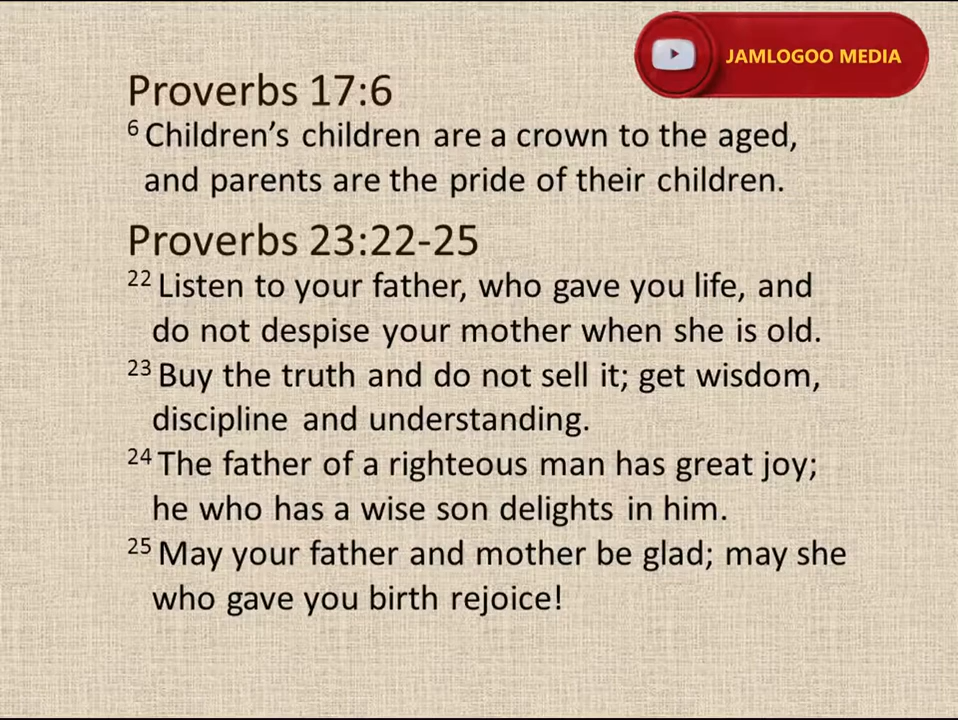 JAMLOGOO MEDIA
Proverbs 17:6
6 Children’s children are a crown to the aged,
and parents are the pride of their children.
Proverbs 23:22-25
22 Listen to your father, who gave you life, and
do not despise your mother when she is old.
23 Buy the truth and do not sell it; get wisdom,
discipline and understanding.
24 The father of a righteous man has great joy;
he who has a wise son delights in him.
25 May your father and mother be glad; may she
who gave you birth rejoice!